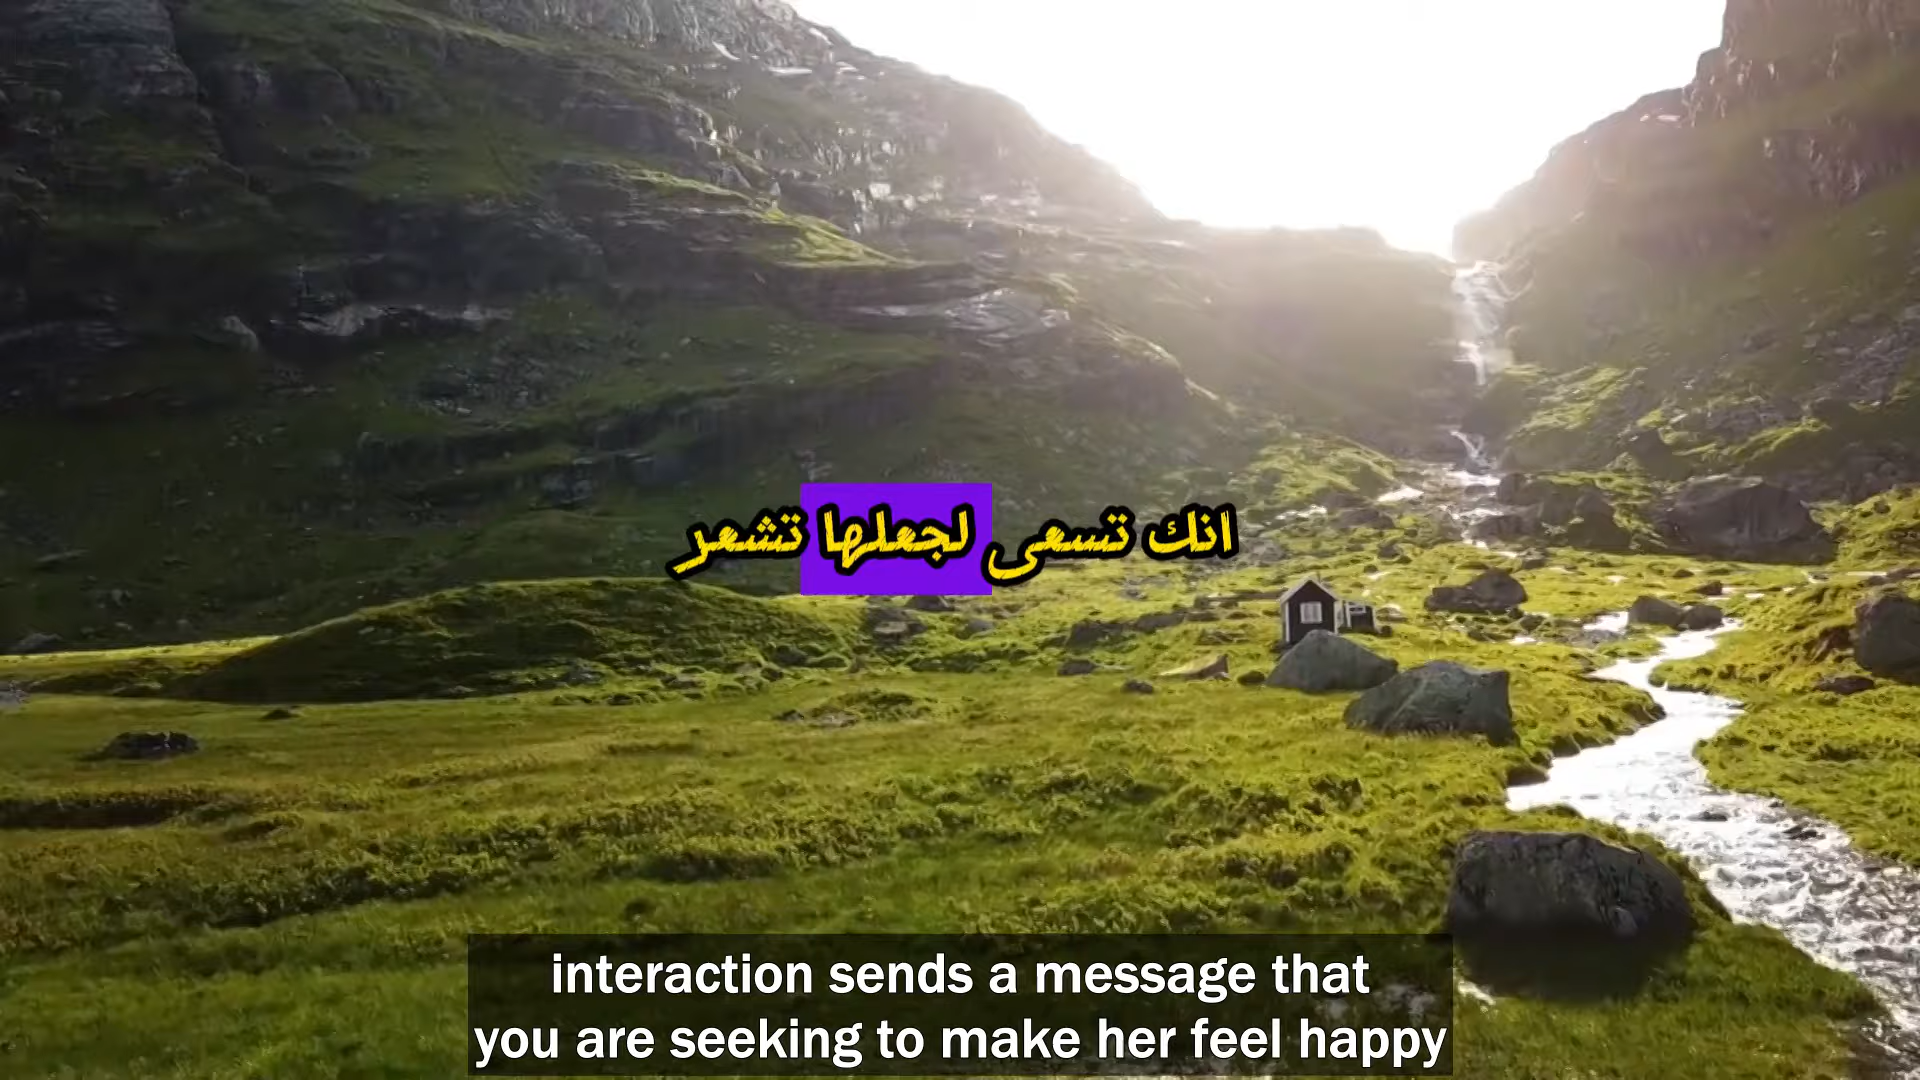 انك تسعى لجعلها تشعر
interaction sends a message that
you are seeking to make her feel happy